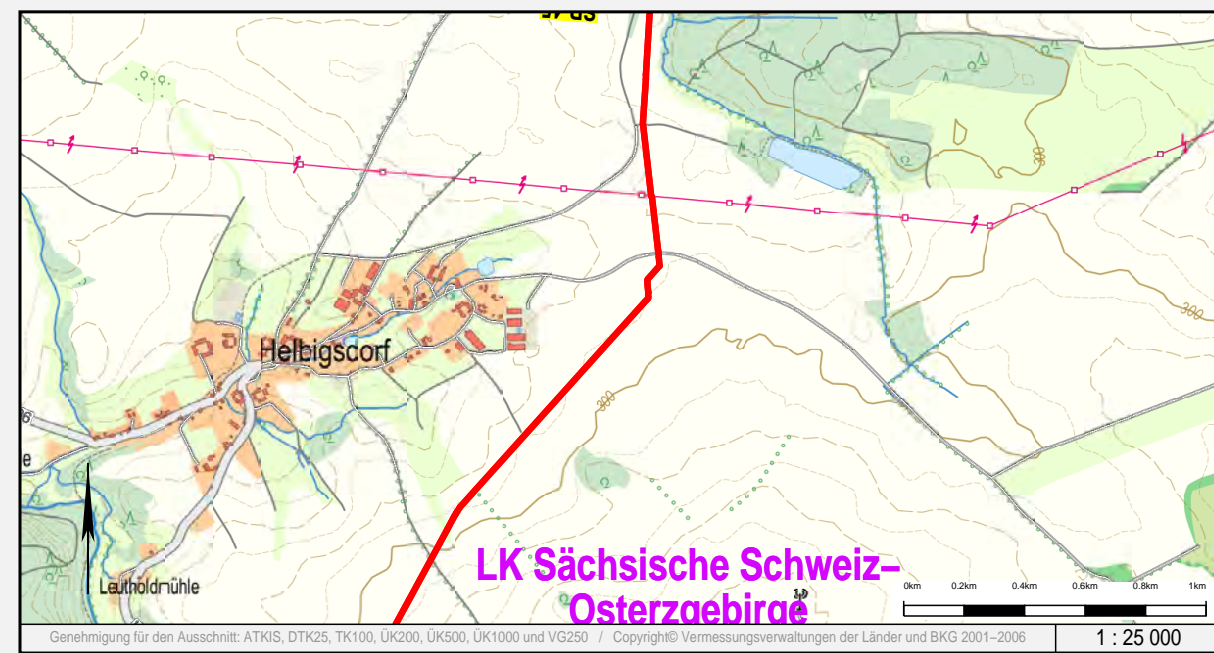 300
300
Helbigsdorf
Leutholdmühle
LK Sächsische Schweiz–
Osterzgebirge
0km 0.2km 0.4km 0.6km 0.8km 1km
Genehmigung für den Ausschnitt: ATKIS, DTK25, TK100, ÜK200, ÜK500, ÜK1000 und VG250 / Copyright© Vermessungsverwaltungen der Länder und BKG 2001–2006
1 : 25 000